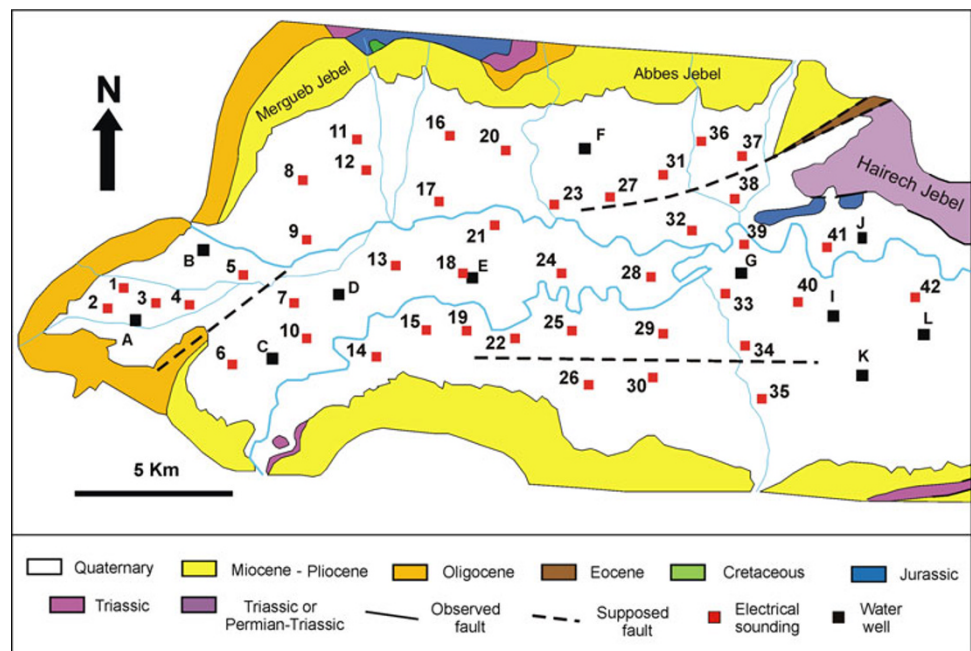 N
Mergueb Jebel
Abbes Jebel
Hairech Jebel
11
16
20
F
36
37
12
31
8
17
23
27
38
9
21
32
39
41
J
B
5
13
18
E
24
28
G
1
2
3
4
7
D
33
40
I
42
A
10
15
19
22
25
29
34
L
6
C
14
26
30
35
K
5 Km
Quaternary
Miocene - Pliocene
Oligocene
Eocene
Cretaceous
Jurassic
Triassic
Triassic or
Permian-Triassic
Observed
fault
Supposed
fault
Electrical
sounding
Water
well